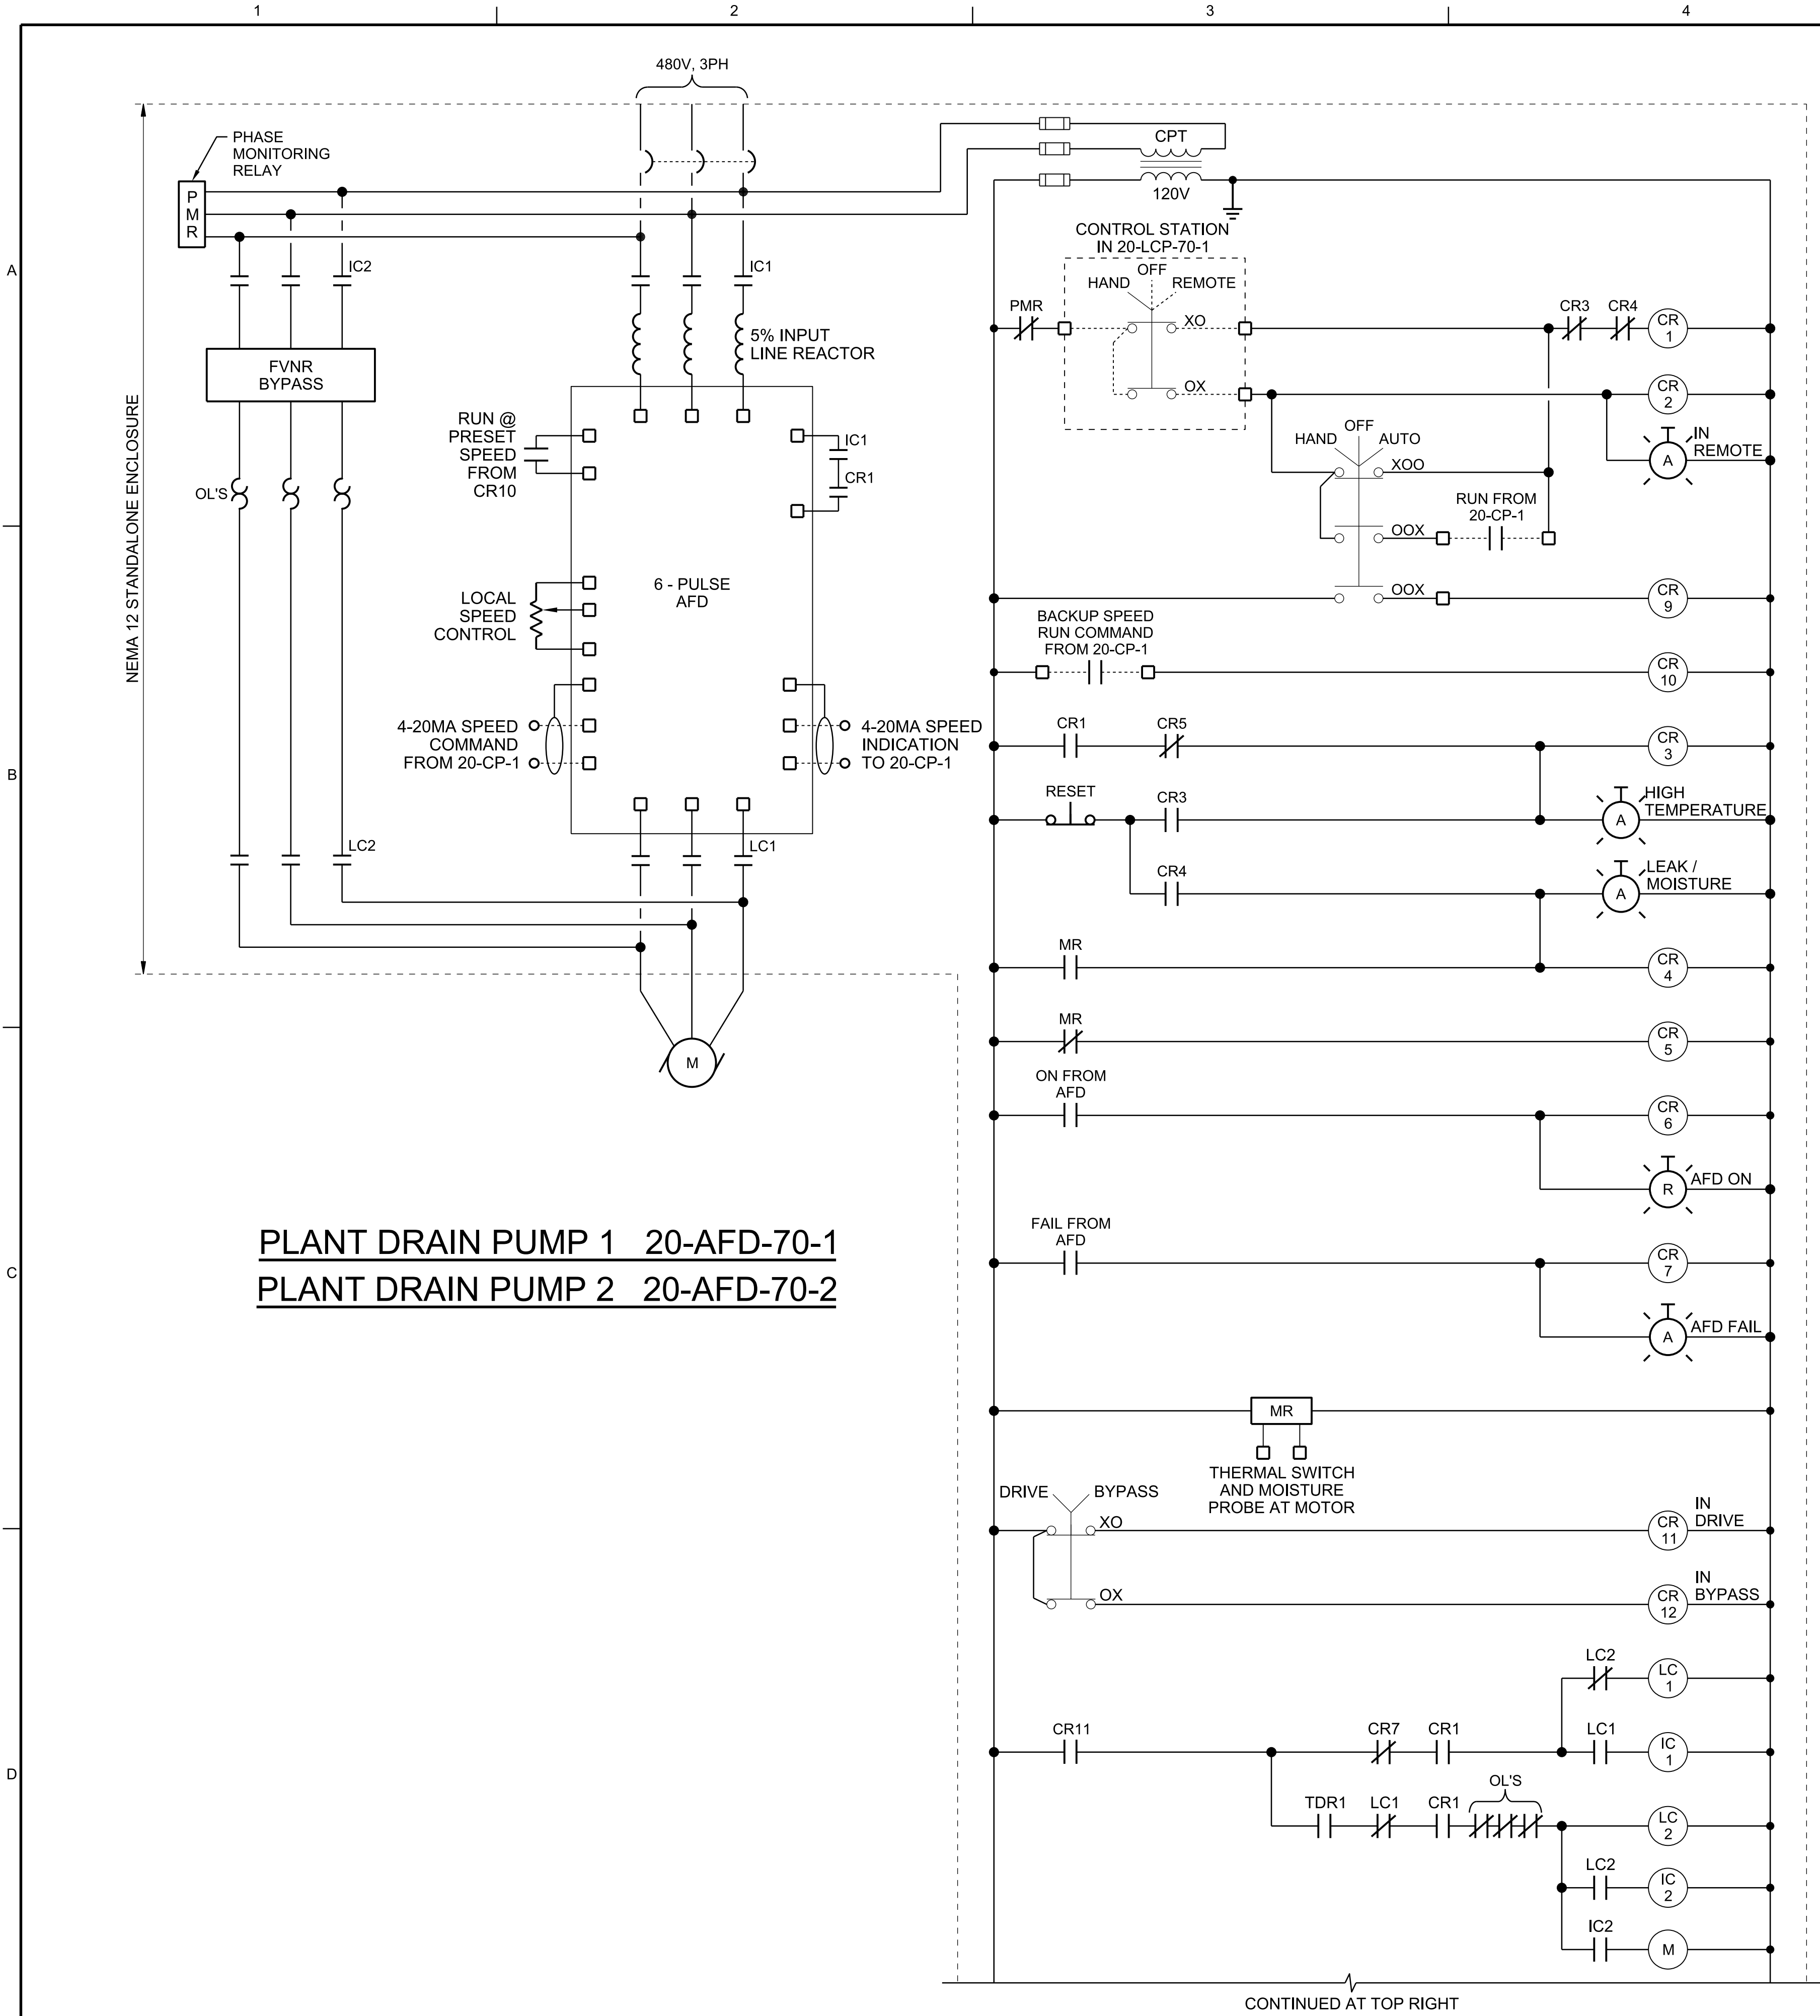 1
2
3
4
A
B
C
D
480V, 3PH
PHASE
MONITORING
RELAY
P
M
R
IC2
IC1
5% INPUT
LINE REACTOR
FVNR
BYPASS
NEMA 12 STANDALONE ENCLOSURE
OL'S
RUN @
PRESET
SPEED
FROM
CR10
IC1
CR1
LOCAL
SPEED
CONTROL
6 - PULSE
AFD
4-20MA SPEED
COMMAND
FROM 20-CP-1
4-20MA SPEED
INDICATION
TO 20-CP-1
LC2
LC1
M
PLANT DRAIN PUMP 1 20-AFD-70-1
PLANT DRAIN PUMP 2 20-AFD-70-2
CPT
120V
CONTROL STATION
IN 20-LCP-70-1
OFF
HAND
REMOTE
PMR
XO
CR3
CR4
CR
1
OX
CR
2
OFF
HAND
AUTO
IN
REMOTE
A
XOO
RUN FROM
20-CP-1
OOX
OOX
CR
9
BACKUP SPEED
RUN COMMAND
FROM 20-CP-1
CR
10
CR1
CR5
CR
3
RESET
CR3
HIGH
TEMPERATURE
A
CR4
LEAK /
MOISTURE
A
MR
CR
4
MR
CR
5
ON FROM
AFD
CR
6
R
AFD ON
FAIL FROM
AFD
CR
7
A
AFD FAIL
MR
THERMAL SWITCH
AND MOISTURE
PROBE AT MOTOR
DRIVE
BYPASS
XO
CR
11
IN
DRIVE
OX
CR
12
IN
BYPASS
LC2
LC
1
CR11
CR7
CR1
LC1
IC
1
TDR1
LC1
CR1
OL'S
LC
2
LC2
IC
2
IC2
M
CONTINUED AT TOP RIGHT